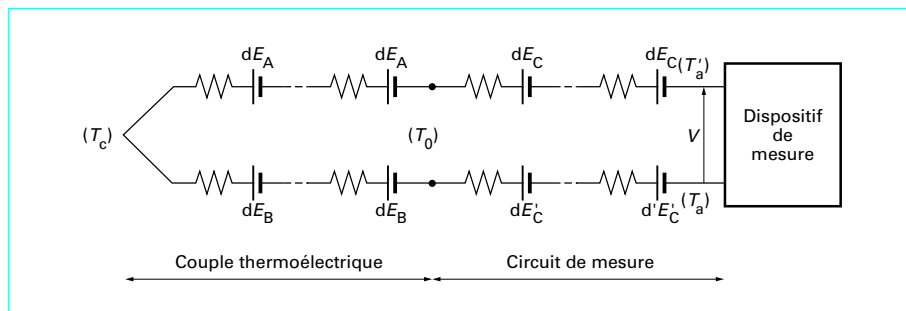 dE_A
dE_A
dE_C
dE_C (T'_a)
(T_c)
(T_0)
V
Dispositif
de
mesure
dE_B
dE_B
dE'_C
d'E'_C
(T_a)
Couple thermoélectrique
Circuit de mesure